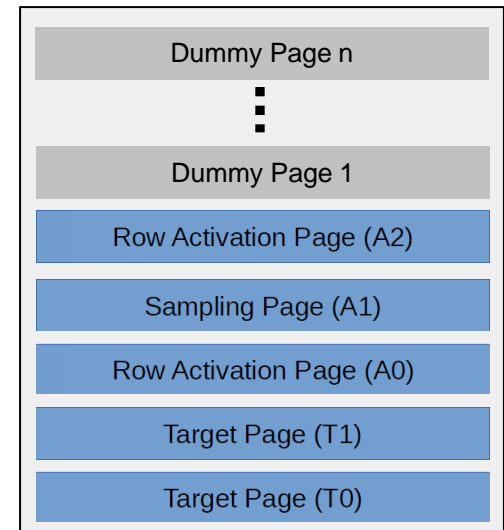 Dummy Page n
Dummy Page 1
Row Activation Page (A2)
Sampling Page (A1)
Row Activation Page (A0)
Target Page (T1)
Target Page (T0)